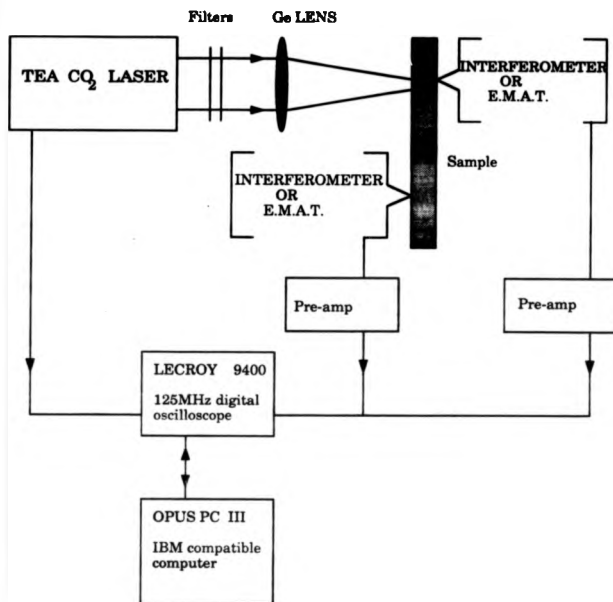 Filters
Ge LENS
TEA CO2 LASER
INTERFEROMETER
OR
E.M.A.T.
Sample
INTERFEROMETER
OR
E.M.A.T.
Pre-amp
Pre-amp
LECROY 9400
125MHz digital
oscilloscope
OPUS PC III
IBM compatible
computer